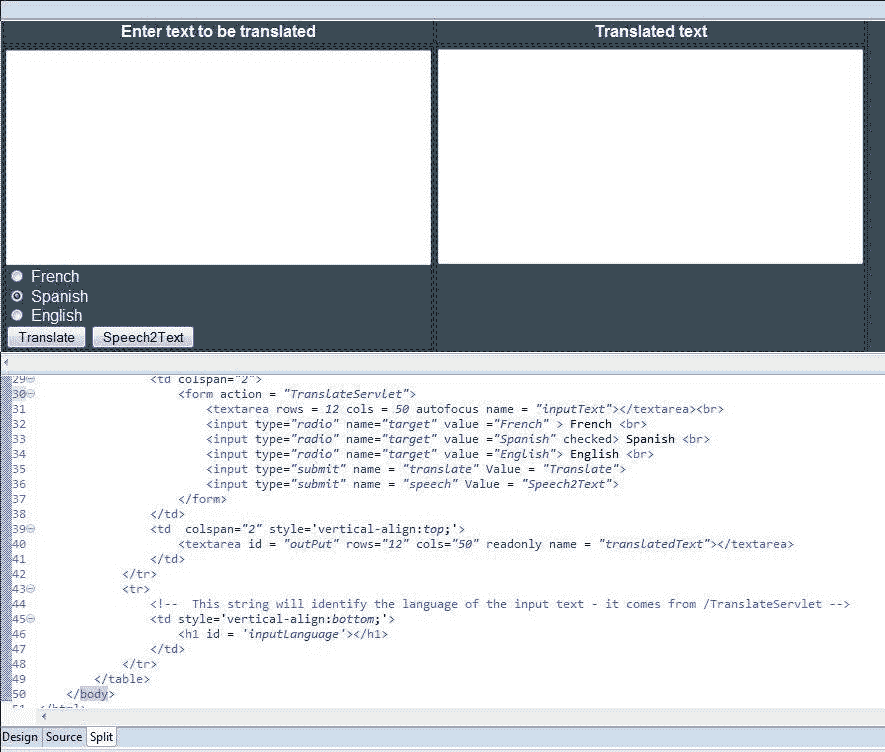 Enter text to be translated
Translated text
French
Spanish
English
Translate Speech2Text
29 <td colspan="2">
30 <form action = "TranslateServlet">
31 <textarea rows = 12 cols = 50 autofocus name = "inputText"></textarea><br>
32 <input type="radio" name="target" value ="French" > French <br>
33 <input type="radio" name="target" value ="Spanish" checked> Spanish <br>
34 <input type="radio" name="target" value ="English"> English <br>
35 <input type="submit" name = "translate" Value = "Translate">
36 <input type="submit" name = "speech" Value = "Speech2Text">
37 </form>
38 </td>
39 <td  colspan="2" style='vertical-align:top;'>
40 <textarea id = "outPut" rows="12" cols="50" readonly name = "translatedText"></textarea>
41 </td>
42 </tr>
43 <tr>
44 <!--  This string will identify the language of the input text - it comes from /TranslateServlet -->
45 <td style='vertical-align:bottom;'>
46 <h1 id = 'inputLanguage'></h1>
47 </td>
48 </tr>
49 </table>
50 </body>
51 </html>
Design Source Split